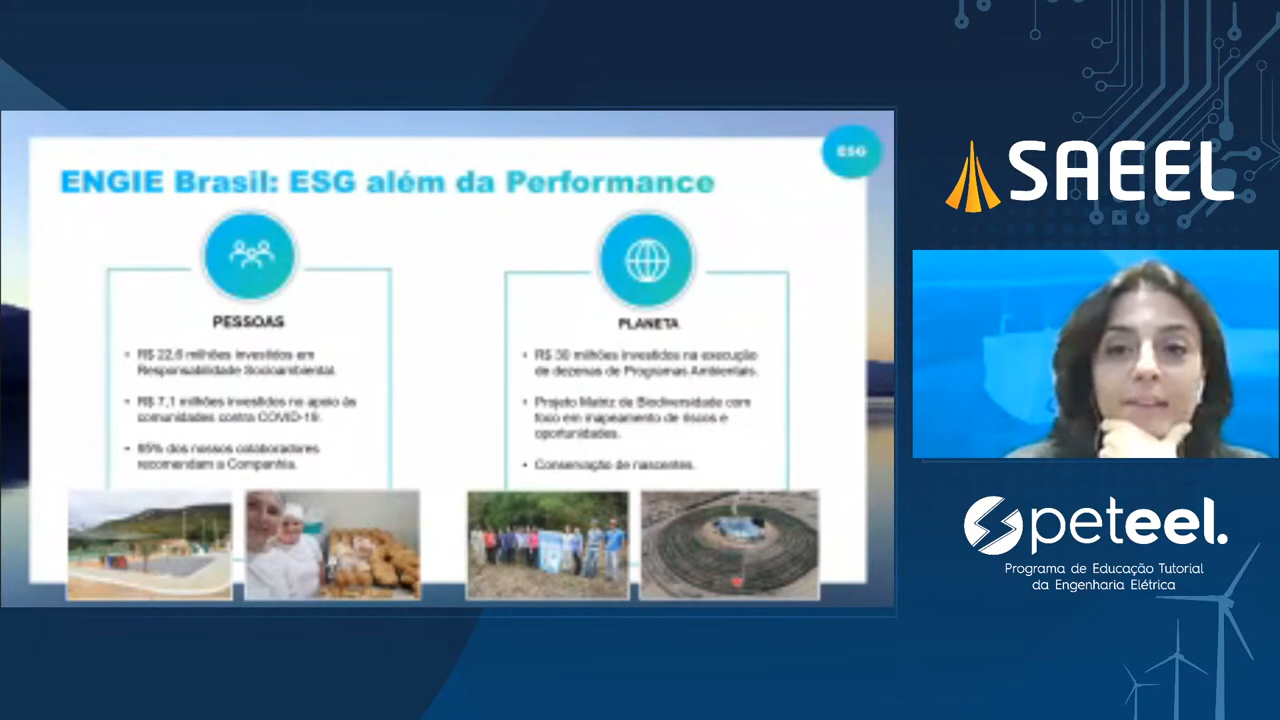 ESG
ENGIE Brasil: ESG além da Performance
PESSOAS
• R$ 22,6 milhões investidos em
Responsabilidade Socioambiental.
• R$ 7,1 milhões investidos no apoio às
comunidades contra COVID-19.
dos nossos colaboradores
recomendam a Companhia.
PLANETA
• R$ 30 milhões investidos na execução
de dezenas de Programas Ambientais.
• Projeto Matriz de Biodiversidade com
foco em mapeamento de riscos e
oportunidades.
• Conservação de nascentes.
SAEEL
peteel.
Programa de Educação Tutorial
da Engenharia Elétrica